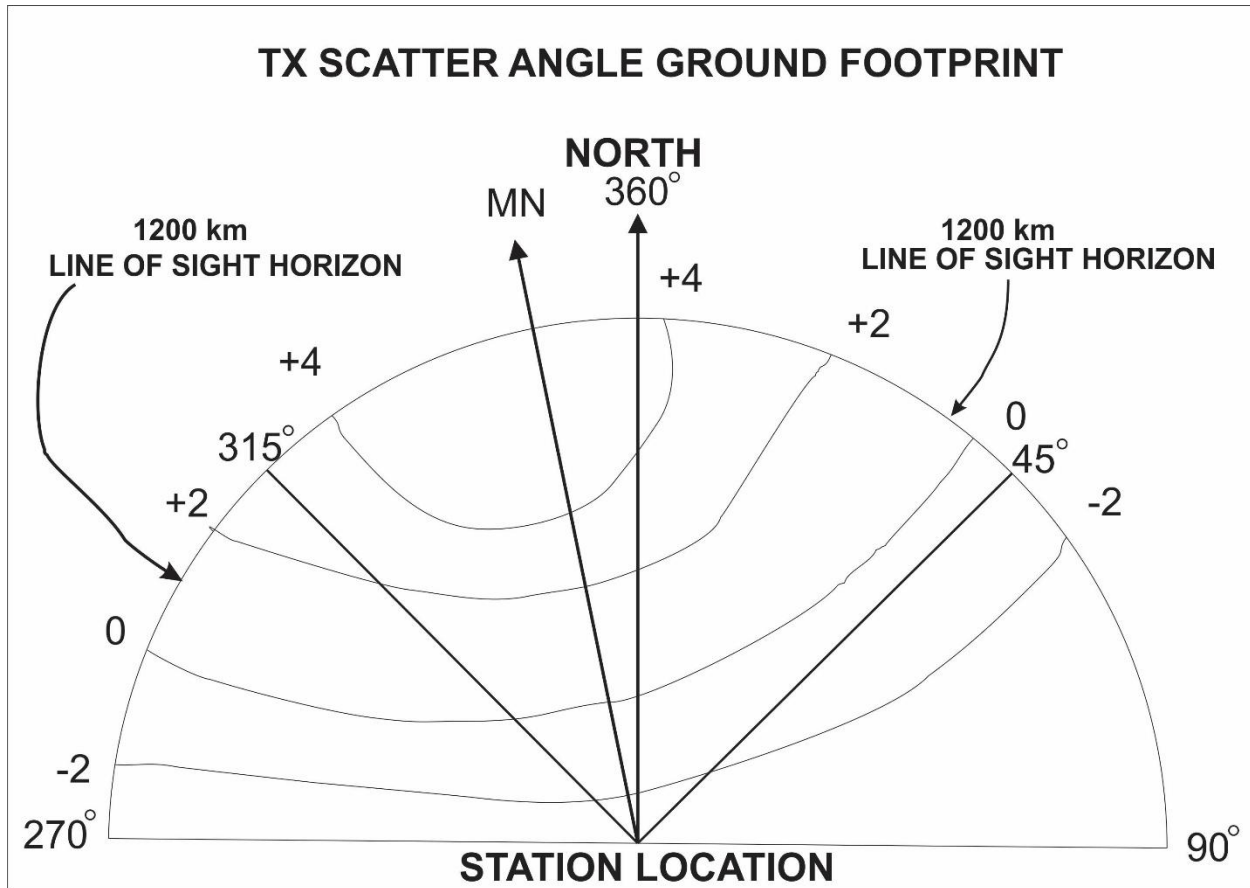 TX SCATTER ANGLE GROUND FOOTPRINT
NORTH
360°
MN
1200 km
LINE OF SIGHT HORIZON
1200 km
LINE OF SIGHT HORIZON
+4
+2
+4
0
315°
45°
+2
-2
0
-2
270°
90°
STATION LOCATION